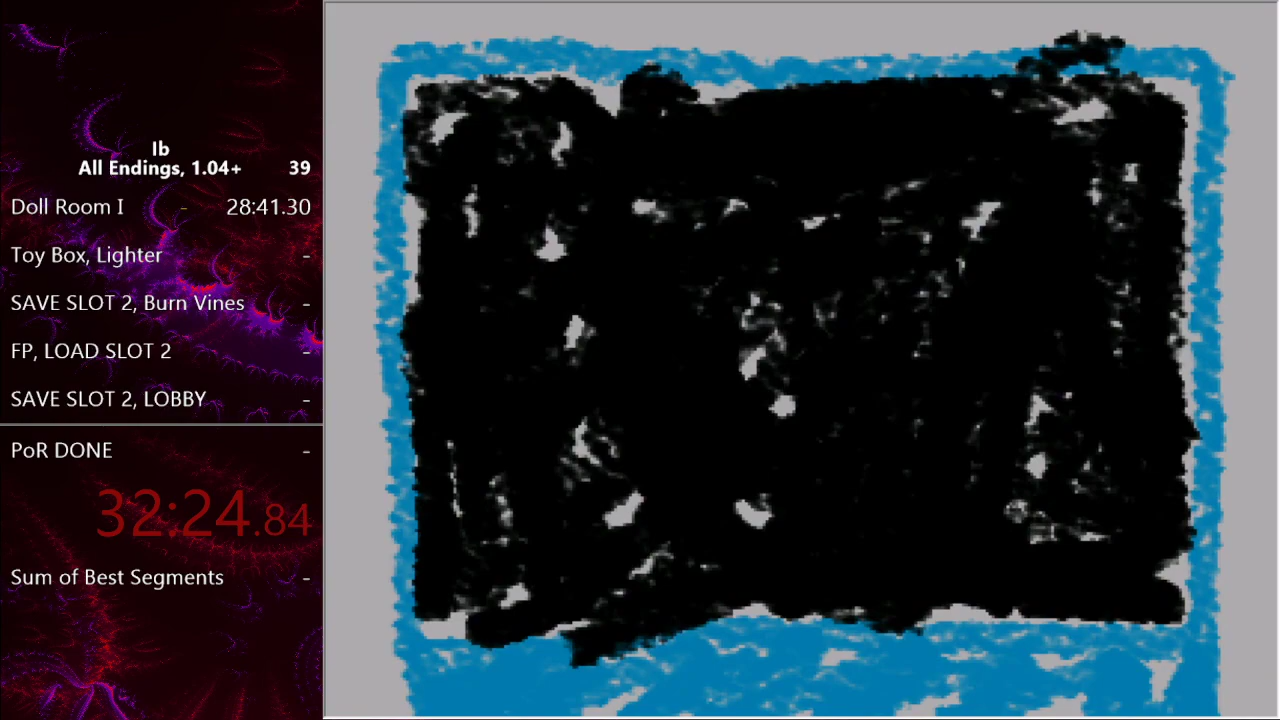 Ib
All Endings, 1.04+ 39
Doll Room I - 28:41.30
Toy Box, Lighter -
SAVE SLOT 2, Burn Vines -
FP, LOAD SLOT 2 -
SAVE SLOT 2, LOBBY -
PoR DONE -
32:24.84
Sum of Best Segments -